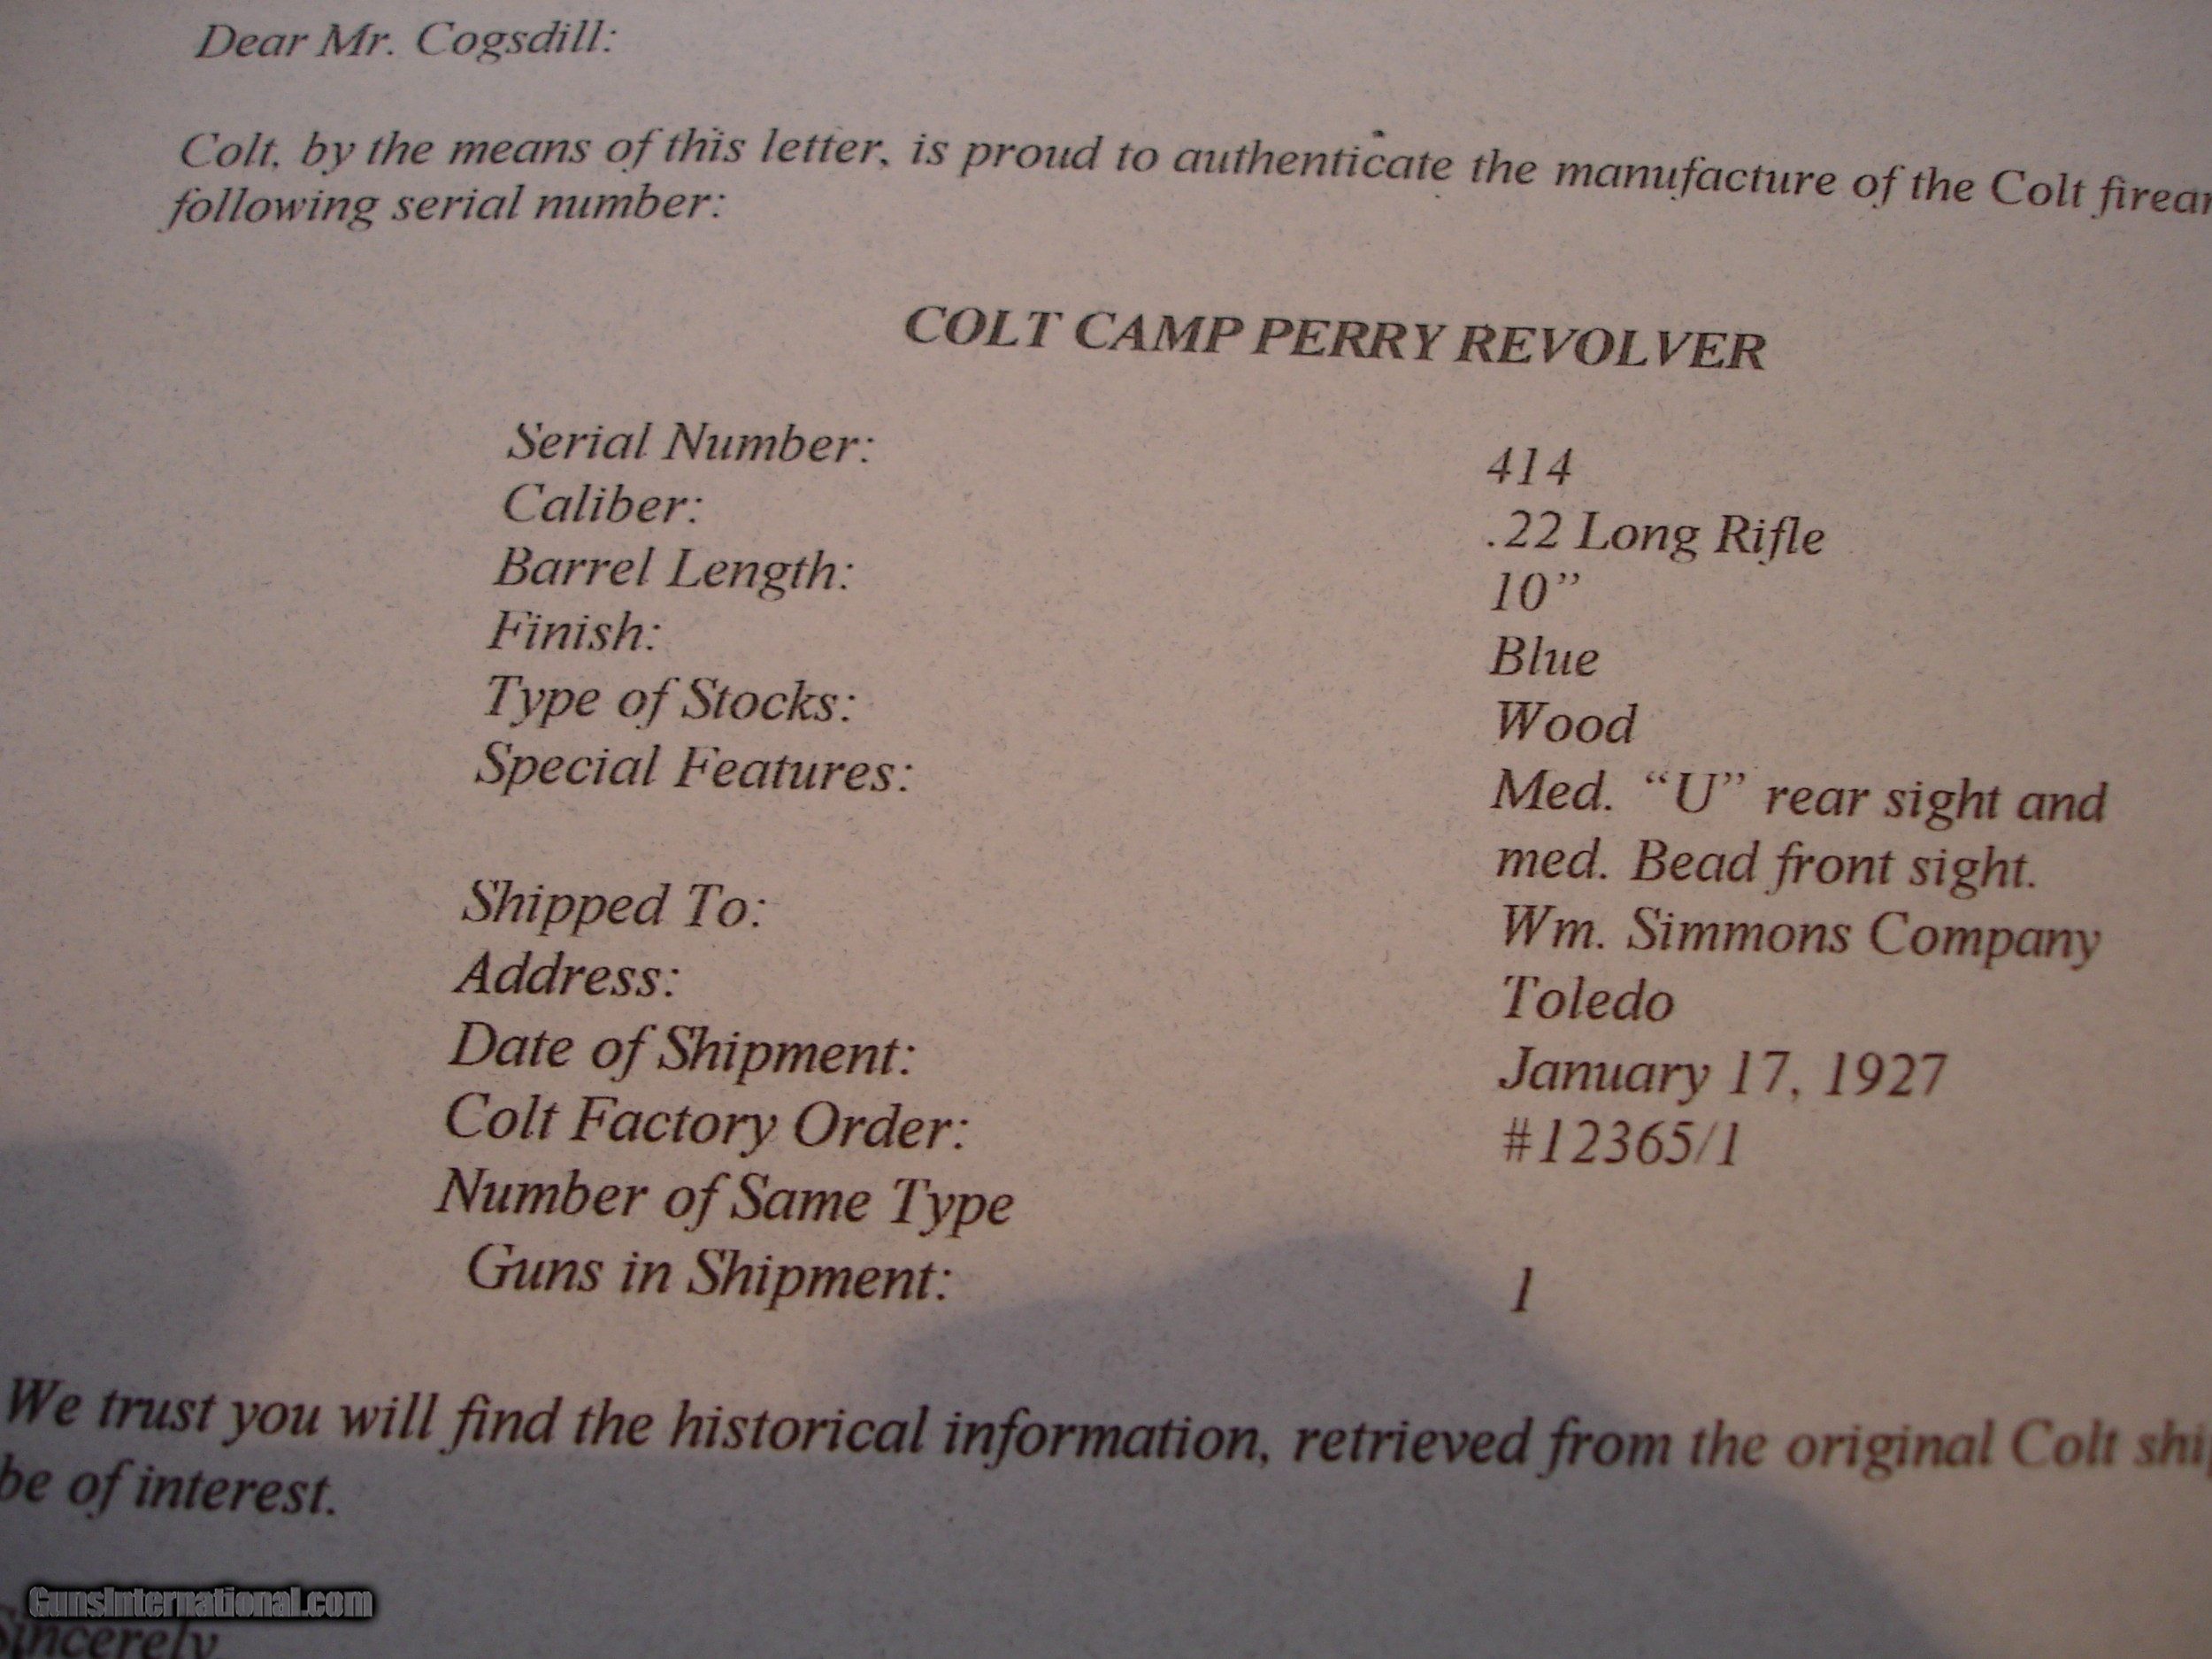 Dear Mr. Cogsdill:
Colt, by the means of this letter, is proud to authenticate the manufacture of the Colt
following serial number:
COLT CAMP PERRY REVOLVER
Serial Number: 414
Caliber: .22 Long Rifle
Barrel Length: 10”
Finish: Blue
Type of Stocks: Wood
Special Features: Med. “U” rear sight and
med. Bead front sight.
Shipped To: Wm. Simmons Company
Address: Toledo
Date of Shipment: January 17, 1927
Colt Factory Order: #12365/1
Number of Same Type
Guns in Shipment: 1
We trust you will find the historical information, retrieved from the original Colt
be of interest.
GunsInternational.com
Sincerely